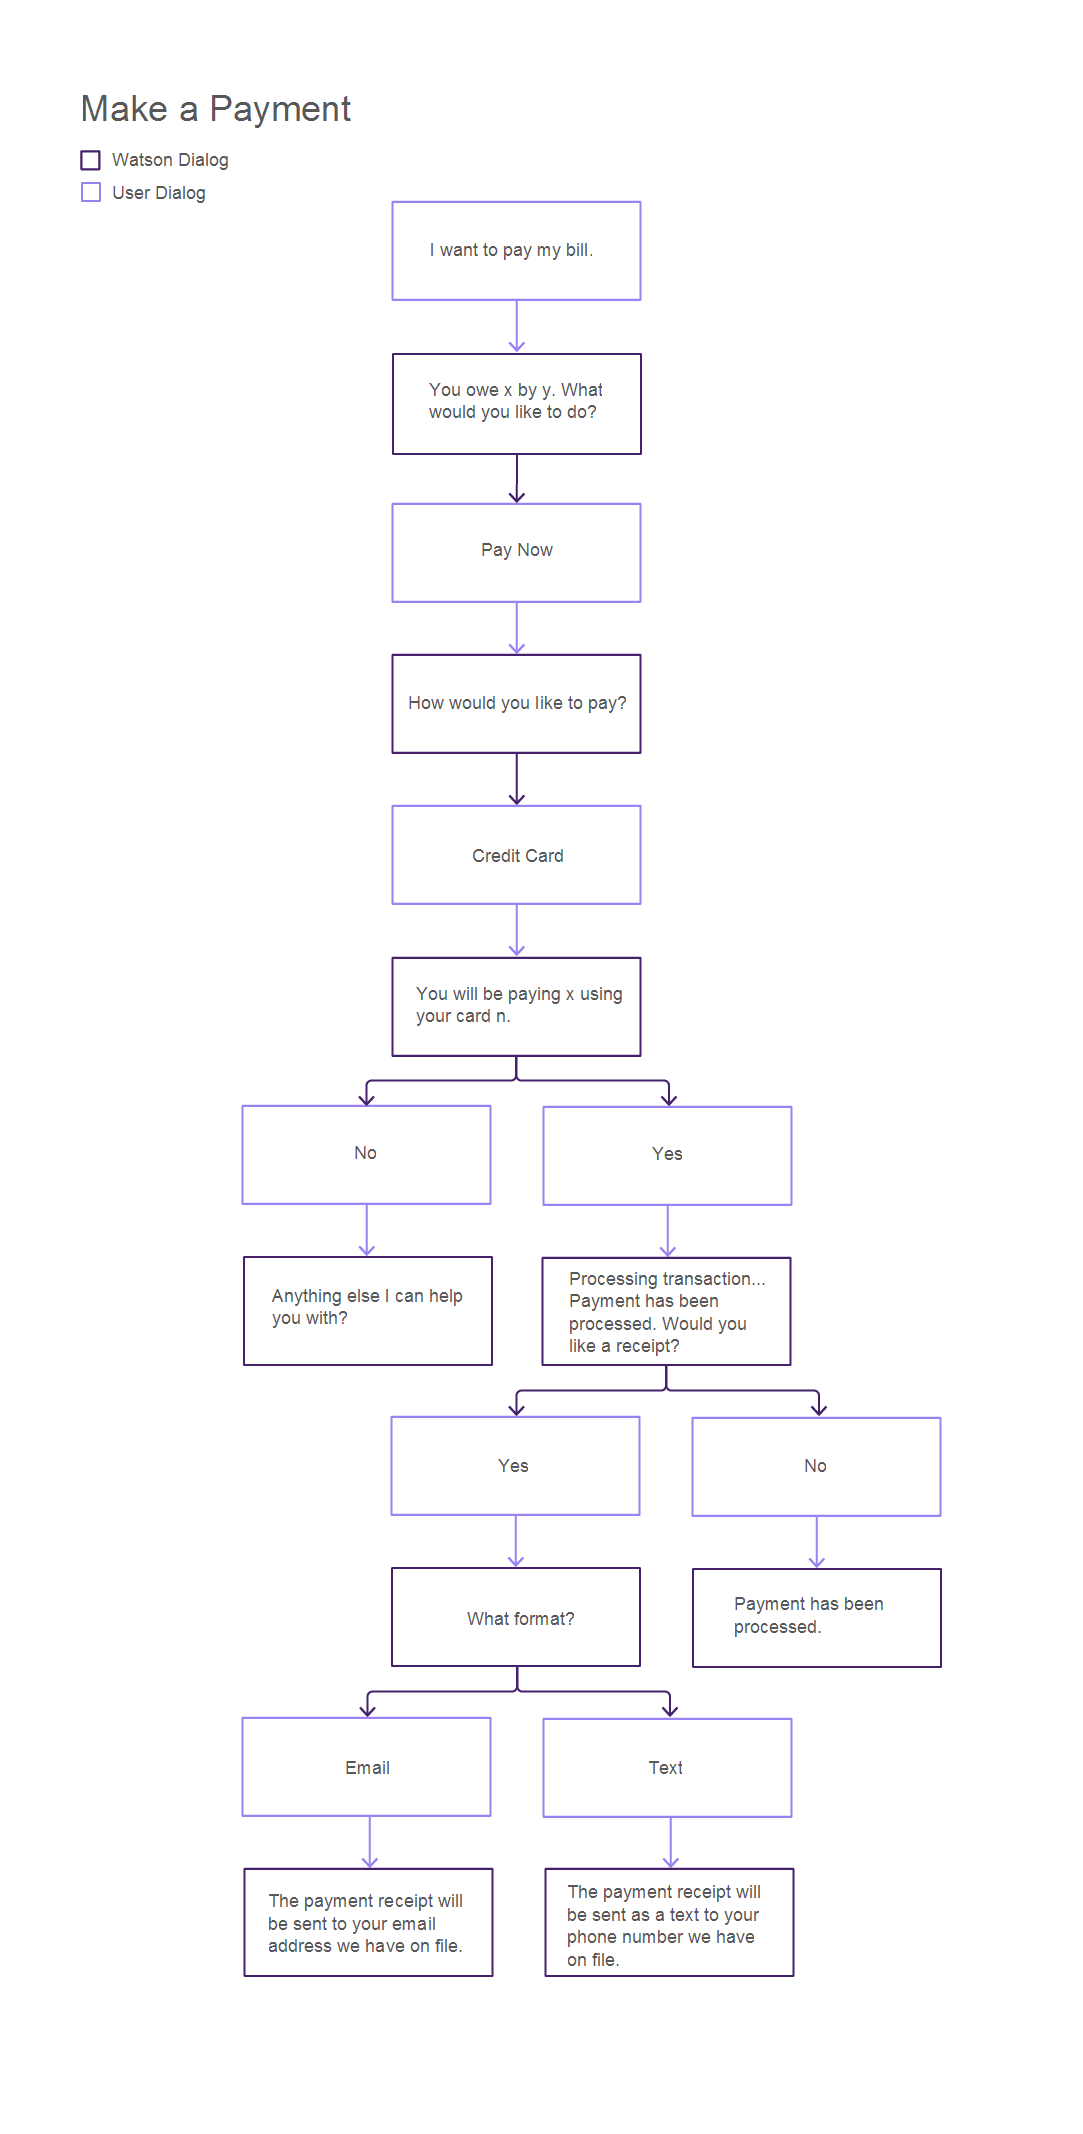 Make a Payment
Watson Dialog
User Dialog
I want to pay my bill.
You owe x by y. What
would you like to do?
Pay Now
How would you like to pay?
Credit Card
You will be paying x using
your card n.
No
Yes
Anything else I can help
you with?
Processing transaction...
Payment has been
processed. Would you
like a receipt?
Yes
No
What format?
Payment has been
processed.
Email
Text
The payment receipt will
be sent to your email
address we have on file.
The payment receipt will
be sent as a text to your
phone number we have
on file.